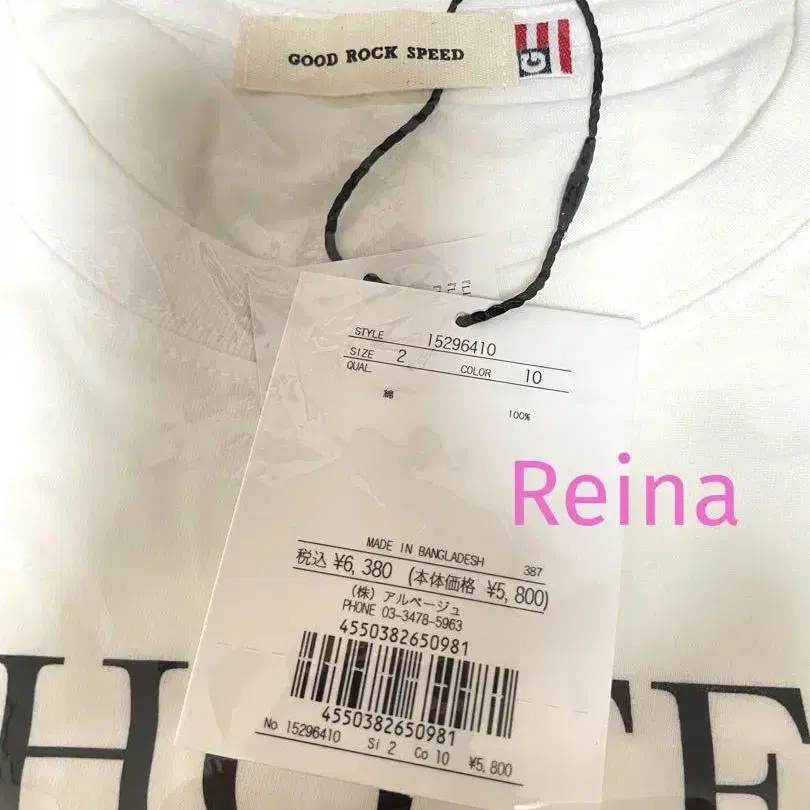 GOOD ROCK SPEED
G
STYLE 15296410
SIZE 2 COLOR 10
QUAL
綿 100%
Reina
MADE IN BANGLADESH 387
税込 ¥6,380 (本体価格 ¥5,800)
(株) アルページュ
PHONE 03-3478-5963
4550382650981
4550382650981
No 15296410 Si 2 Co 10 ¥5,800